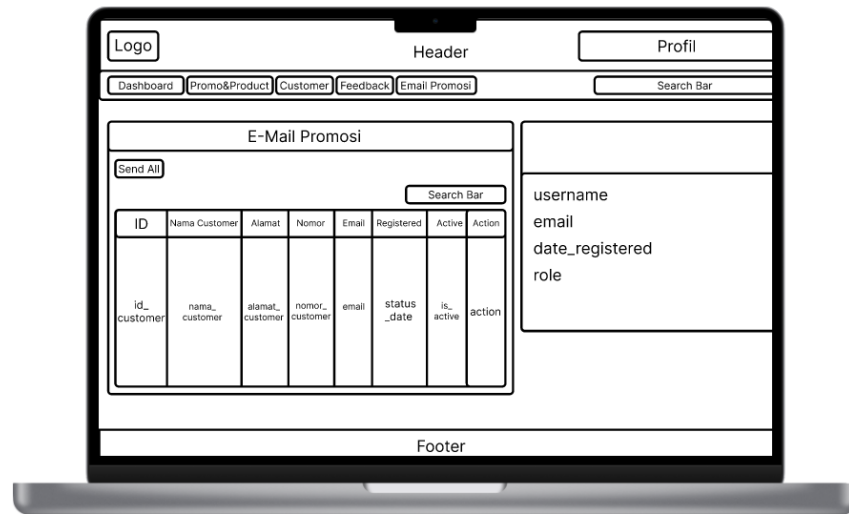 Logo
Header
Profil
Dashboard
Promo&Product
Customer
Feedback
Email Promosi
Search Bar
E-Mail Promosi
Send All
Search Bar
ID
Nama Customer
Alamat
Nomor
Email
Registered
Active
Action
id_
customer
nama_
customer
alamat_
customer
nomor_
customer
email
status
_date
is_
active
action
username
email
date_registered
role
Footer